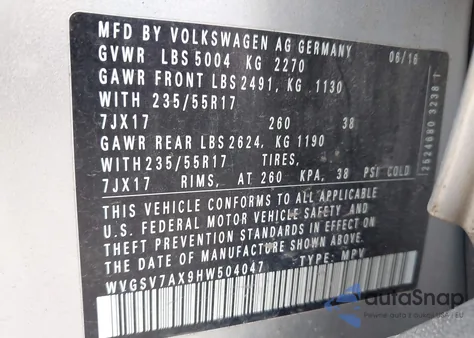 MFD BY VOLKSWAGEN AG GERMANY
GVWR LBS 5004 KG 2270 06/16
GAWR FRONT LBS 2491, KG 1130
WITH 235/55R17
7JX17 260 38
GAWR REAR LBS 2624, KG 1190
WITH 235/55R17 TIRES,
7JX17 RIMS, AT 260 KPA, 38 PSI COLD
THIS VEHICLE CONFORMS TO ALL APPLICABLE
U.S. FEDERAL MOTOR VEHICLE SAFETY AND
THEFT PREVENTION STANDARDS IN EFFECT ON
THE DATE OF MANUFACTURE SHOWN ABOVE.
WVGSV7AX9HW504047 TYPE: MPV
autaSnap